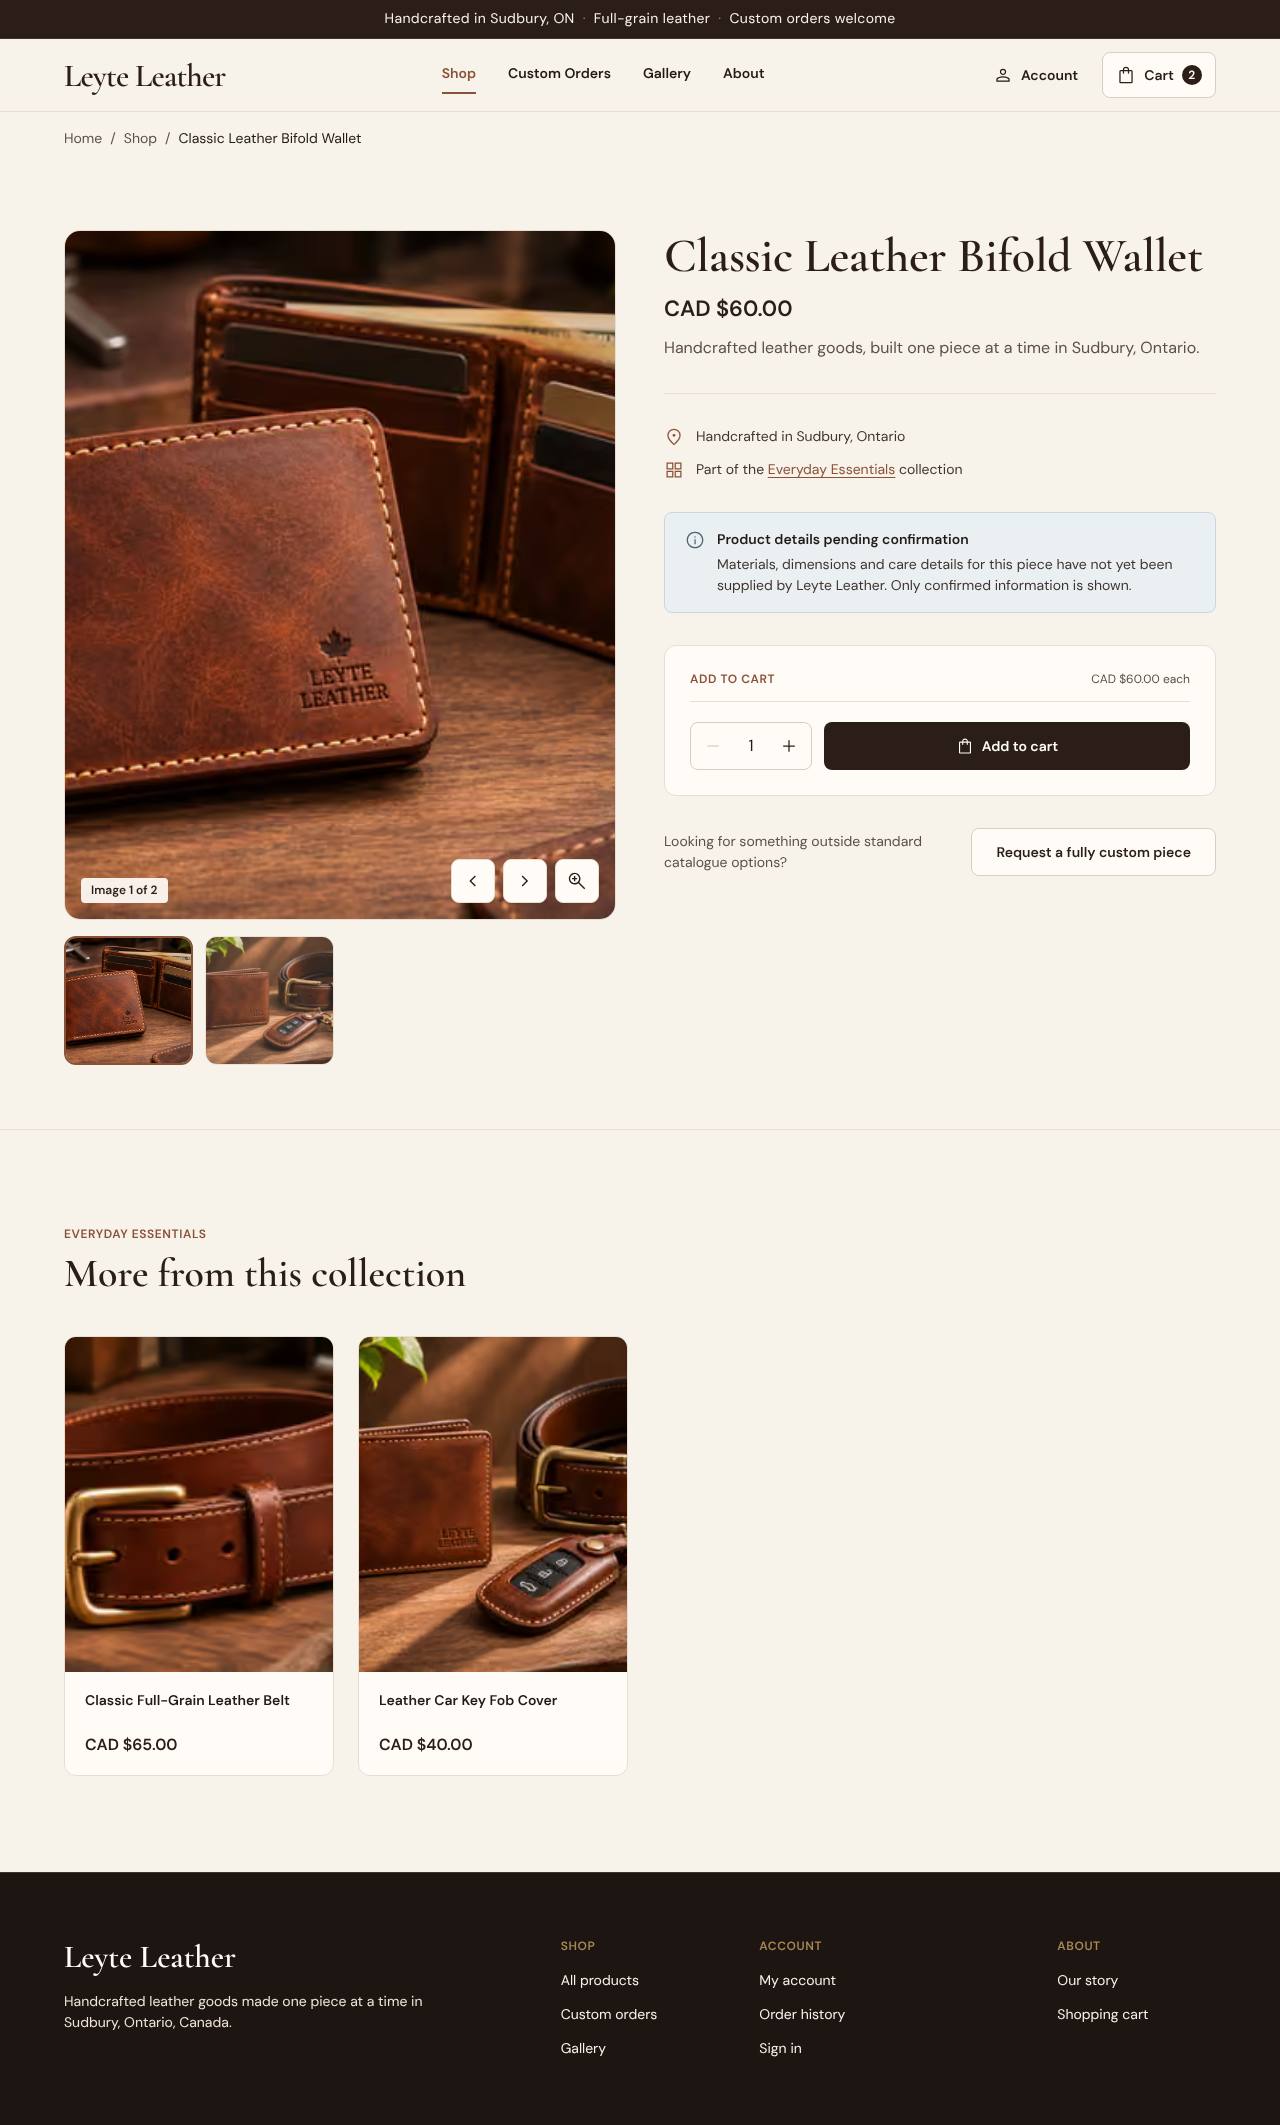 Handcrafted in Sudbury, ON · Full-grain leather · Custom orders welcome
Leyte Leather
Shop
Custom Orders
Gallery
About
Account
Cart 2
Home / Shop / Classic Leather Bifold Wallet
LEYTE
LEATHER
Image 1 of 2
Classic Leather Bifold Wallet
CAD $60.00
Handcrafted leather goods, built one piece at a time in Sudbury, Ontario.
Handcrafted in Sudbury, Ontario
Part of the Everyday Essentials collection
Product details pending confirmation
Materials, dimensions and care details for this piece have not yet been
supplied by Leyte Leather. Only confirmed information is shown.
ADD TO CART
CAD $60.00 each
1
Add to cart
Looking for something outside standard
catalogue options?
Request a fully custom piece
EVERYDAY ESSENTIALS
More from this collection
LEYTE
LEATHER
Classic Full-Grain Leather Belt
CAD $65.00
Leather Car Key Fob Cover
CAD $40.00
Leyte Leather
Handcrafted leather goods made one piece at a time in
Sudbury, Ontario, Canada.
SHOP
All products
Custom orders
Gallery
ACCOUNT
My account
Order history
Sign in
ABOUT
Our story
Shopping cart